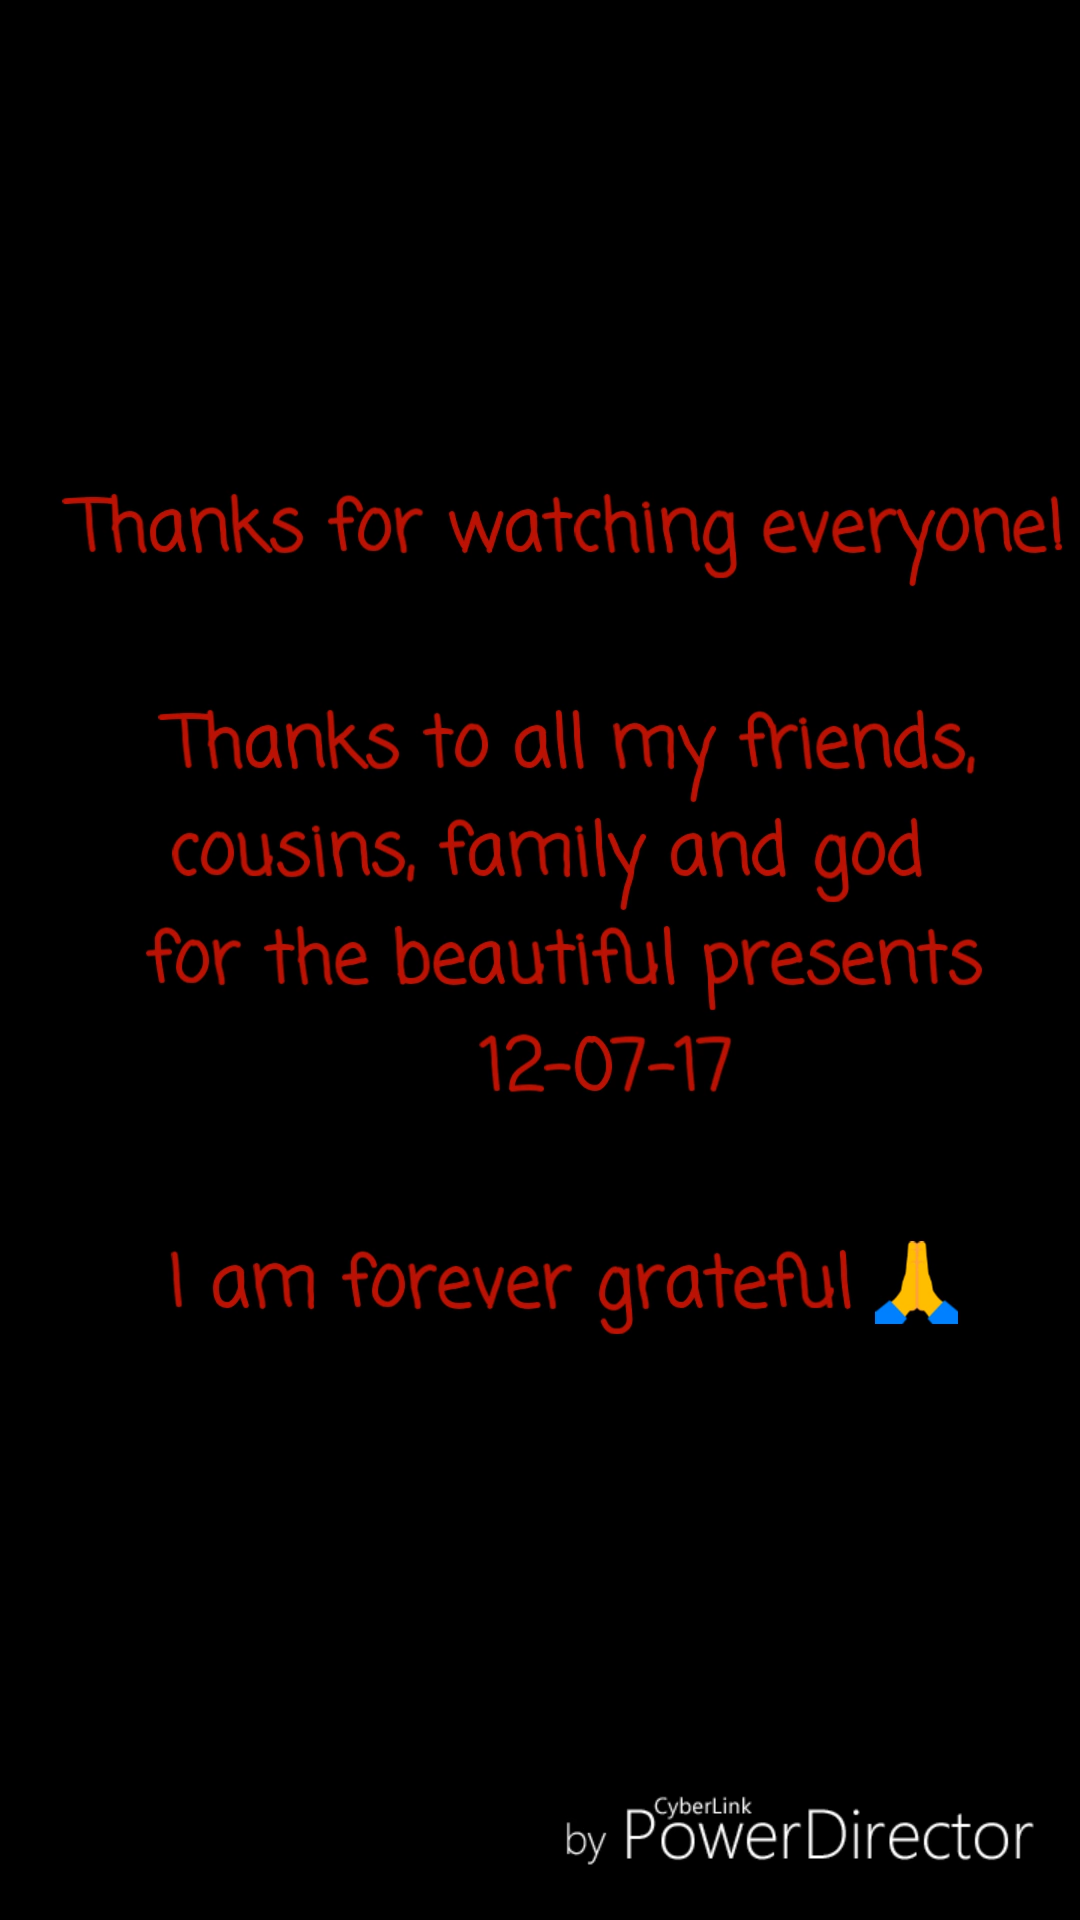 Thanks for watching everyone!
Thanks to all my friends,
cousins, family and god
for the beautiful presents
12-07-17
I am forever grateful 🙏
by CyberLink PowerDirector